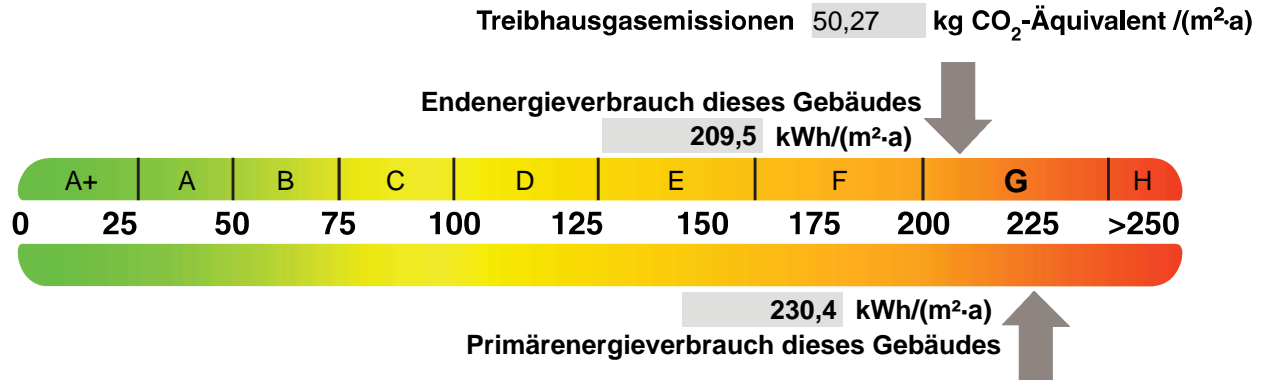 Treibhausgasemissionen 50,27 kg CO₂-Äquivalent /(m²·a)
Endenergieverbrauch dieses Gebäudes
209,5 kWh/(m²·a)
A+ A B C D E F G H
0 25 50 75 100 125 150 175 200 225 >250
230,4 kWh/(m²·a)
Primärenergieverbrauch dieses Gebäudes